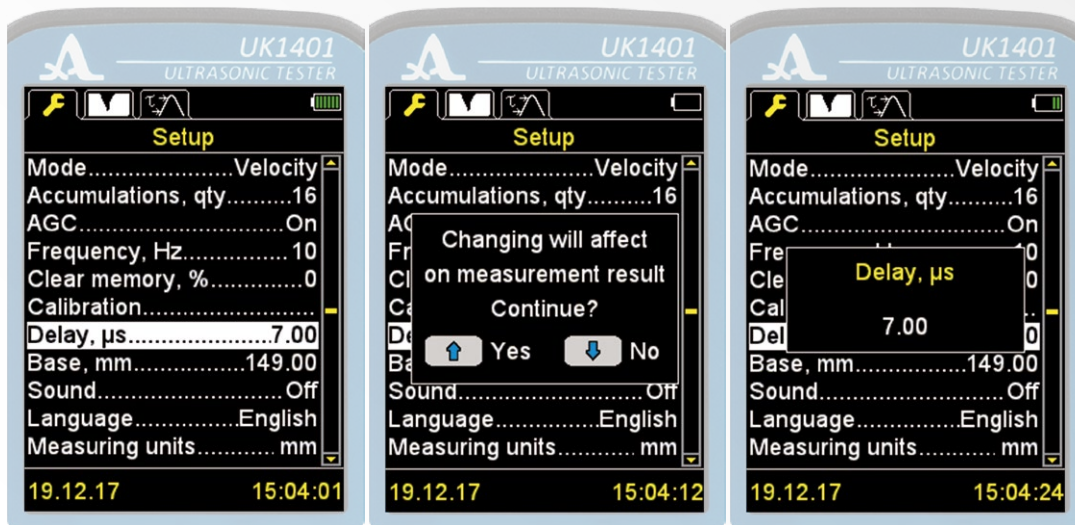 UK1401
ULTRASONIC TESTER
Setup
Mode......................Velocity
Accumulations, qty..........16
AGC...............................On
Frequency, Hz................10
Clear memory, %............0
Calibration........................
Delay, µs.....................7.00
Base, mm.................149.00
Sound...........................Off
Language...............English
Measuring units............ mm
19.12.17 15:04:01
UK1401
ULTRASONIC TESTER
Setup
Mode......................Velocity
Accumulations, qty..........16
Changing will affect
on measurement result
Continue?
Yes No
Sound...........................Off
Language...............English
Measuring units............ mm
19.12.17 15:04:12
UK1401
ULTRASONIC TESTER
Setup
Mode......................Velocity
Accumulations, qty..........16
AGC...............................On
Delay, µs
7.00
Base, mm.................149.00
Sound...........................Off
Language...............English
Measuring units............ mm
19.12.17 15:04:24